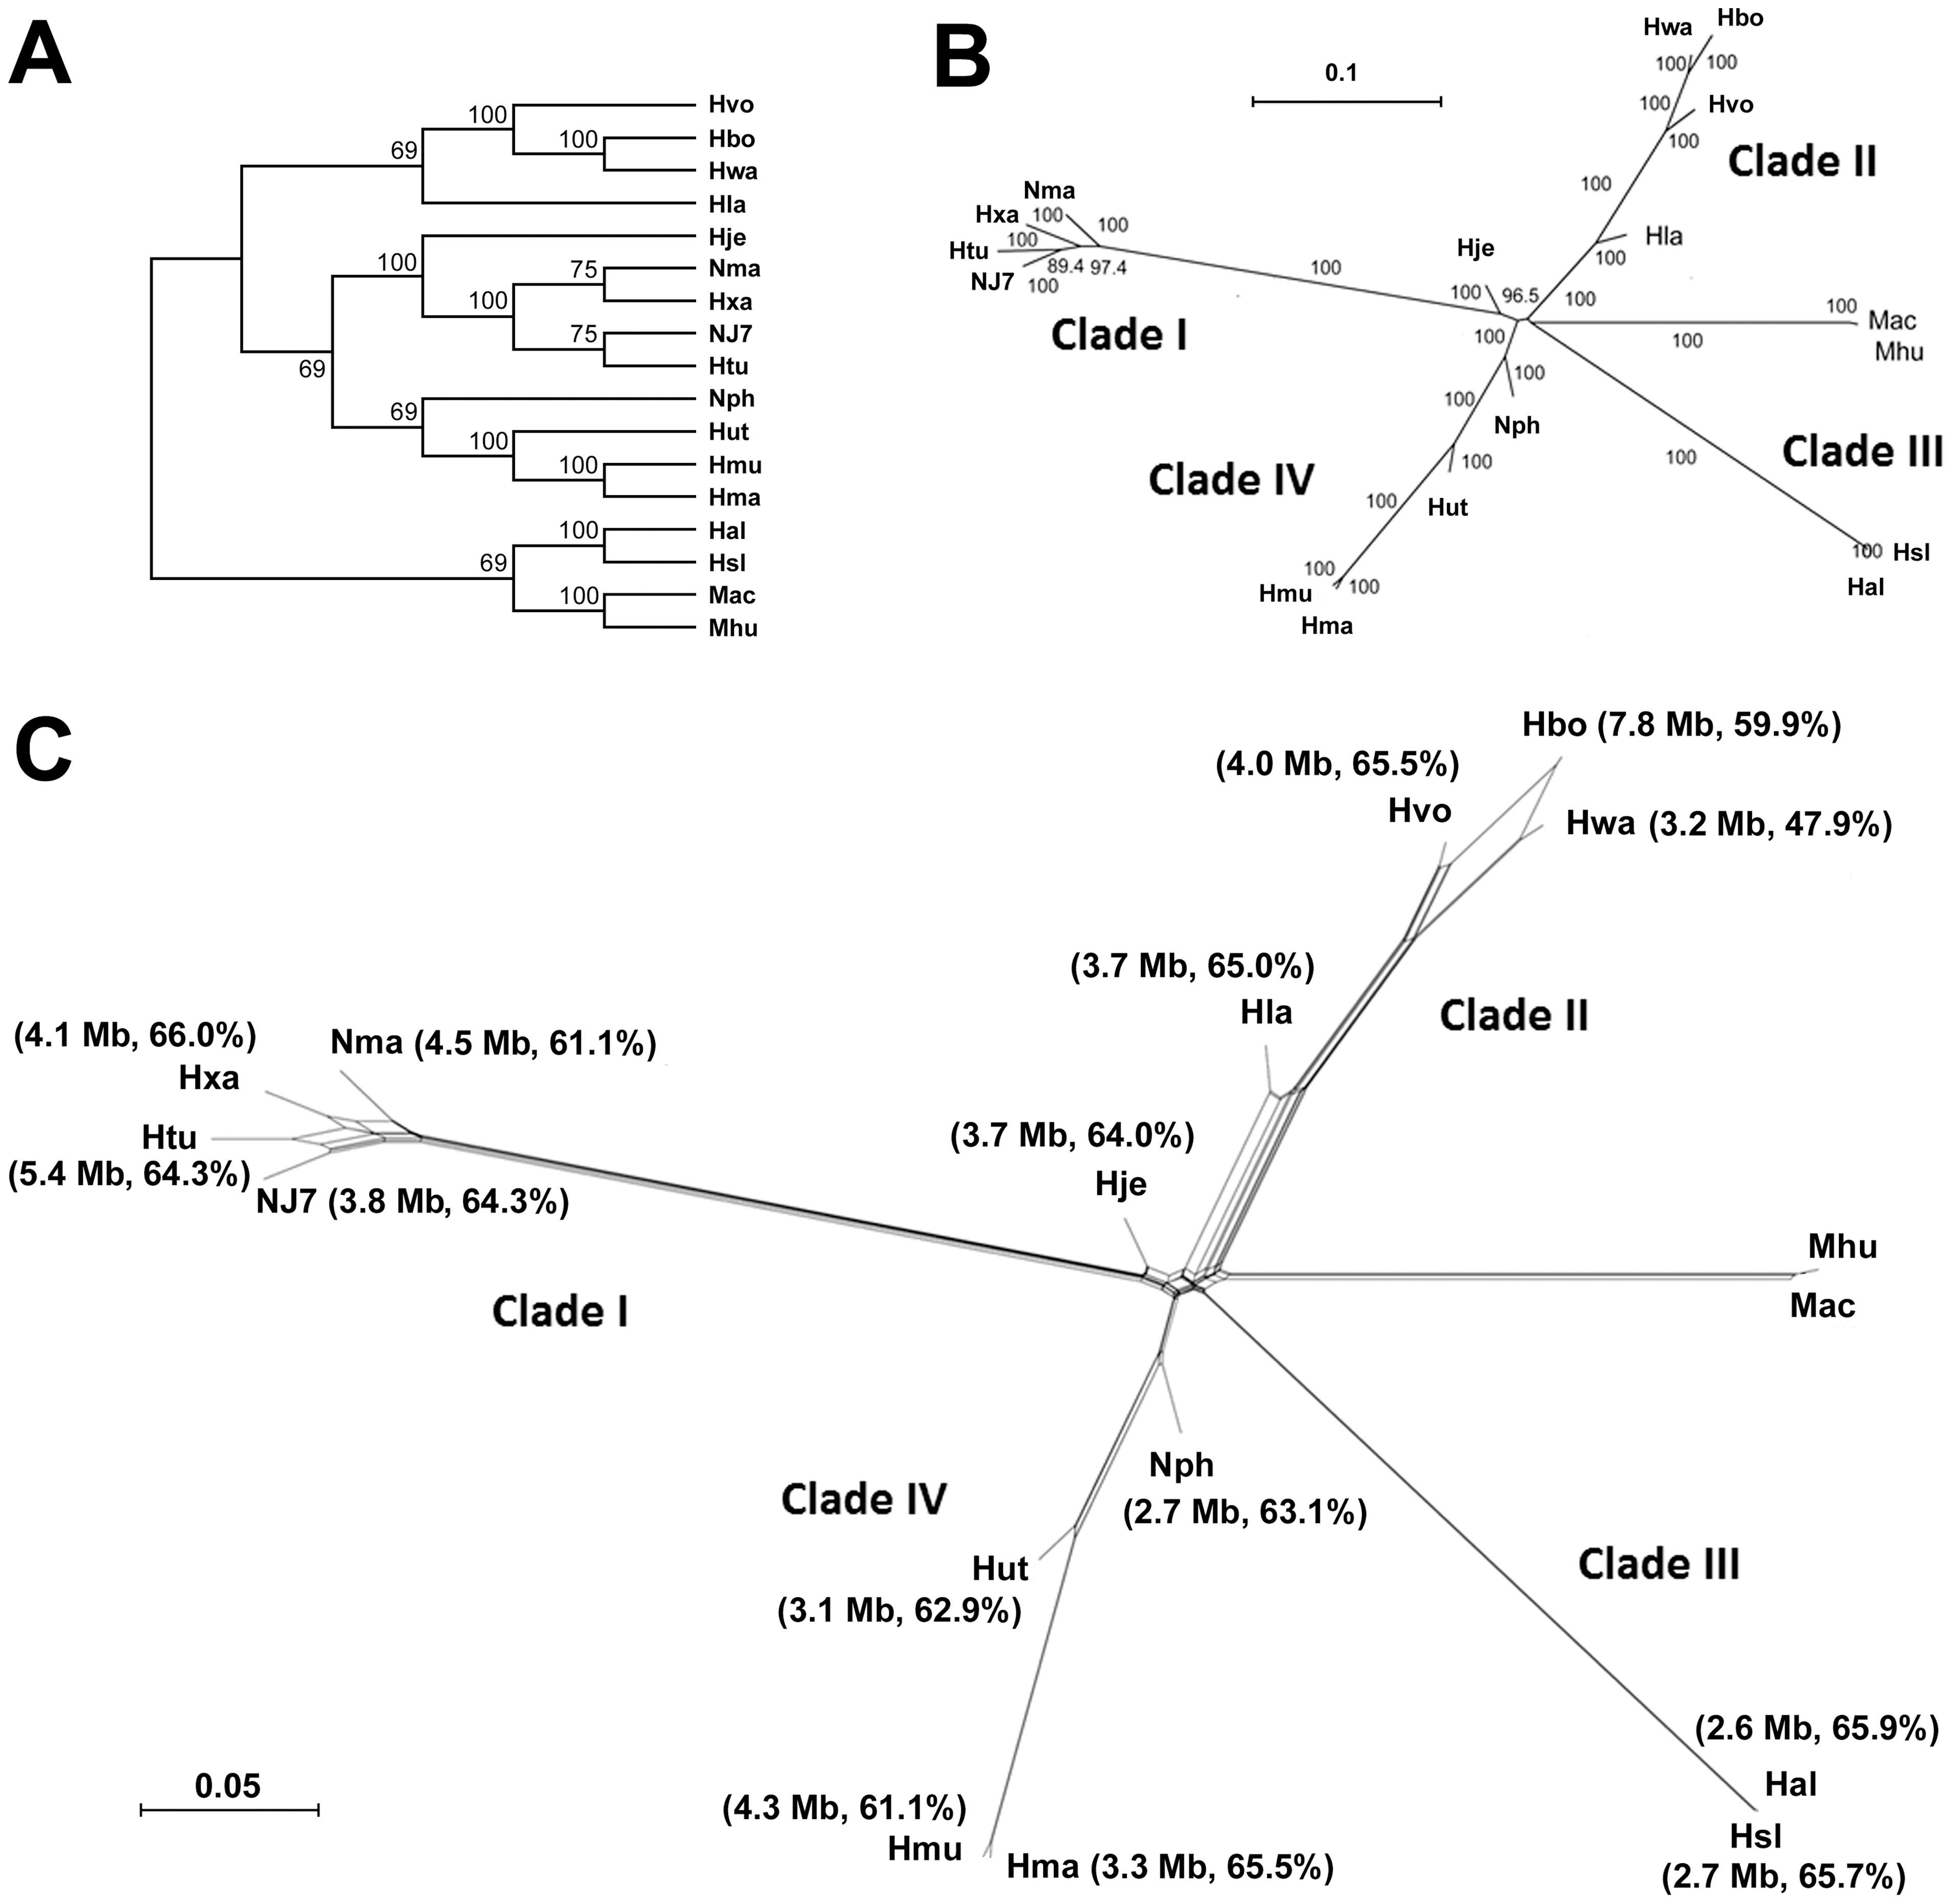 A
100
Hvo
100
Hbo
69
Hwa
Hla
Hje
100
75
Nma
100
Hxa
75
NJ7
69
Htu
69
Nph
100
Hut
100
Hmu
Hma
100
Hal
69
Hsl
100
Mac
Mhu
B
0.1
Hwa
Hbo
100
100
100
Hvo
100
Clade II
100
Nma
Hxa
100
100
Htu
100
NJ7
89.4
97.4
100
Clade I
100
Hje
Hla
100
100
96.5
100
100
Mac
100
Mhu
100
100
100
Nph
Clade III
100
Clade IV
100
100
Hut
100
Hsl
Hal
100
100
Hmu
Hma
C
Hbo (7.8 Mb, 59.9%)
(4.0 Mb, 65.5%)
Hvo
Hwa (3.2 Mb, 47.9%)
(3.7 Mb, 65.0%)
Hla
Clade II
(4.1 Mb, 66.0%)
Hxa
Nma (4.5 Mb, 61.1%)
Htu
(5.4 Mb, 64.3%)
NJ7 (3.8 Mb, 64.3%)
(3.7 Mb, 64.0%)
Hje
Clade I
Mhu
Mac
Nph
(2.7 Mb, 63.1%)
Clade IV
Hut
(3.1 Mb, 62.9%)
Clade III
(2.6 Mb, 65.9%)
Hal
Hsl
(2.7 Mb, 65.7%)
0.05
(4.3 Mb, 61.1%)
Hmu
Hma (3.3 Mb, 65.5%)